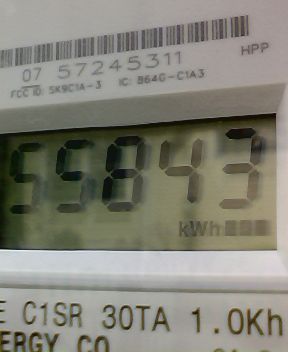 07 57245311 HPP
FCC ID: SK9C1A-3 IC: 864G-C1A3
55843
kWh
E C1SR 30TA 1.0Kh
ERGY CO